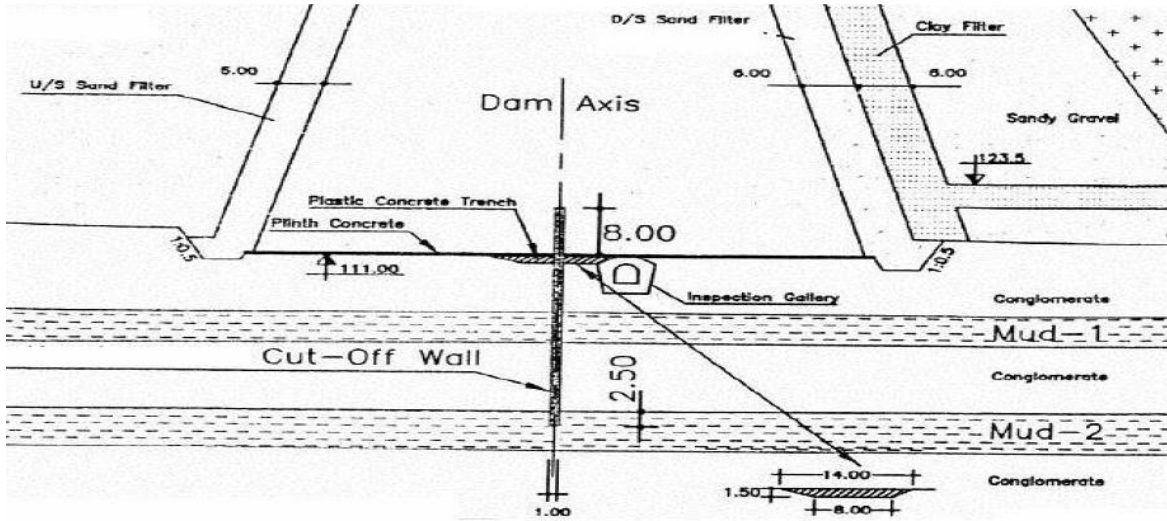 D/S Sand Filter
Clay Filter
5.00
6.00
6.00
U/S Sand Filter
Dam Axis
Sandy Gravel
123.5
Plastic Concrete Trench
Plinth Concrete
8.00
1:0.5
1:0.5
111.00
Inspection Gallery
Conglomerate
Mud-1
Cut-Off Wall
2.50
Conglomerate
Mud-2
14.00
1.50
Conglomerate
1.00
8.00